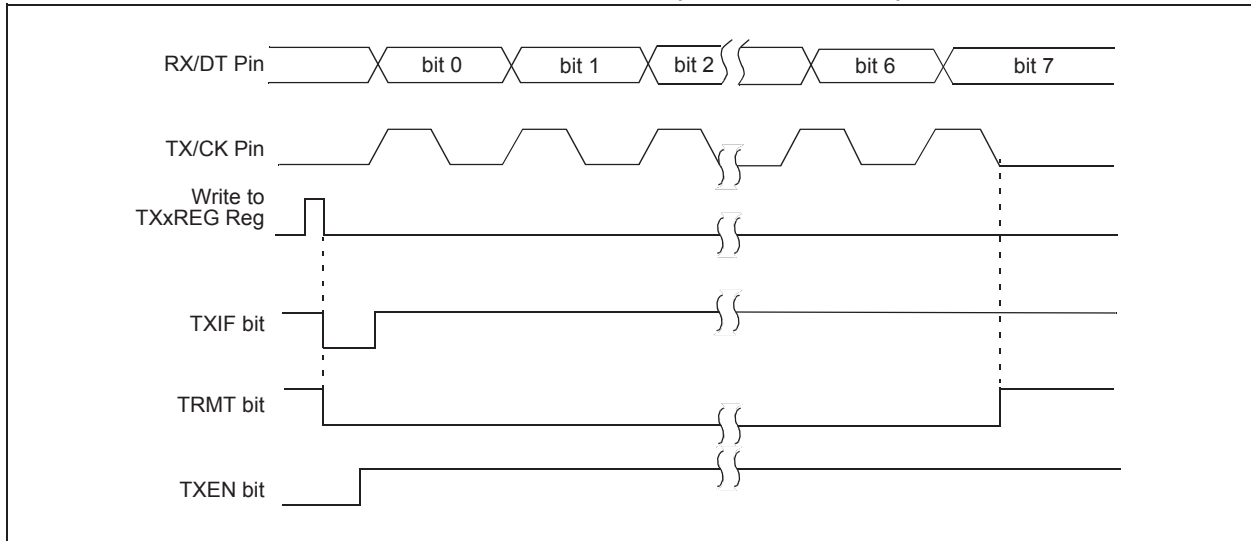 RX/DT Pin
bit 0 bit 1 bit 2 bit 6 bit 7
TX/CK Pin
Write to
TXxREG Reg
TXIF bit
TRMT bit
TXEN bit